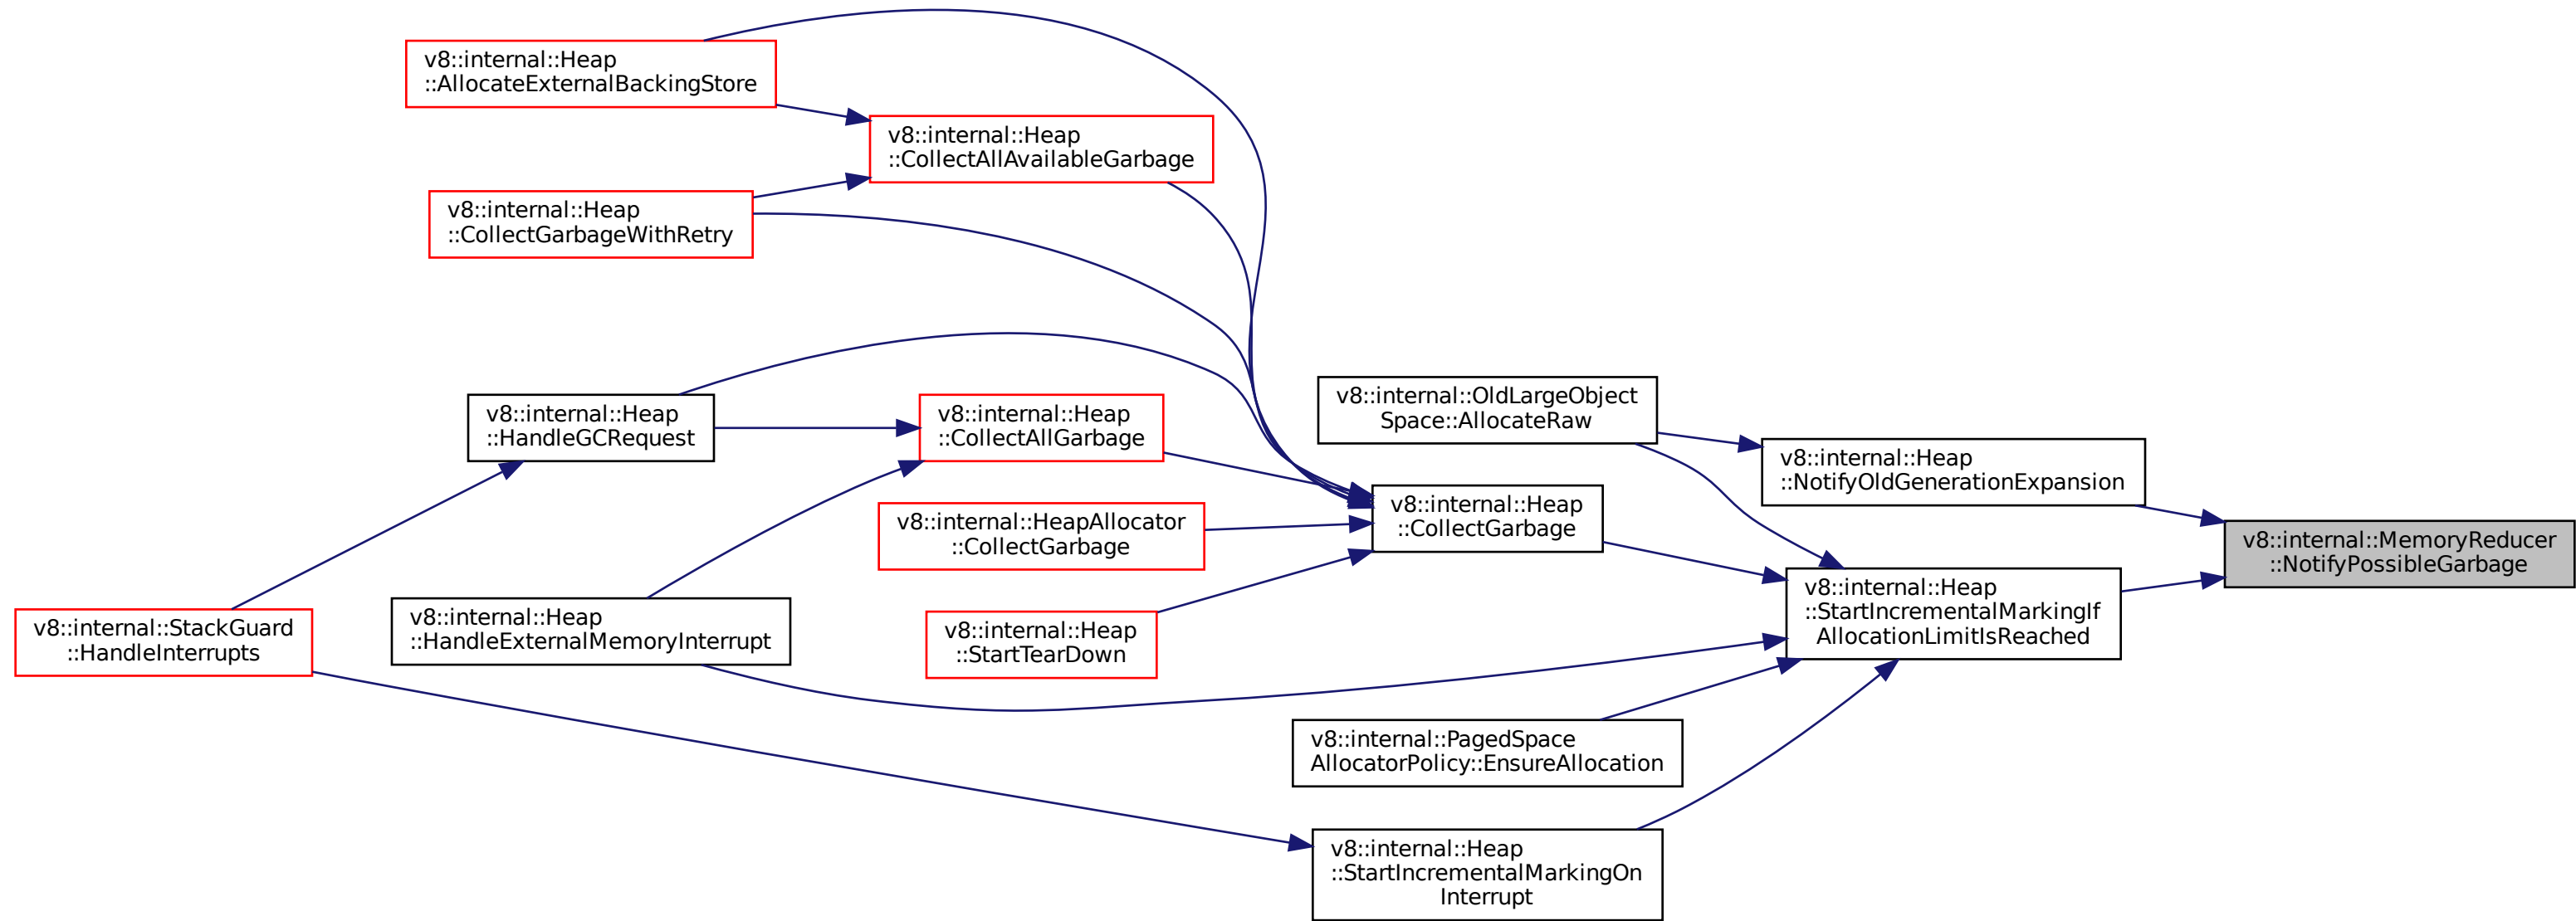 v8::internal::Heap
::AllocateExternalBackingStore
v8::internal::Heap
::CollectAllAvailableGarbage
v8::internal::Heap
::CollectGarbageWithRetry
v8::internal::OldLargeObject
Space::AllocateRaw
v8::internal::Heap
::HandleGCRequest
v8::internal::Heap
::CollectAllGarbage
v8::internal::Heap
::NotifyOldGenerationExpansion
v8::internal::Heap
::CollectGarbage
v8::internal::HeapAllocator
::CollectGarbage
v8::internal::MemoryReducer
::NotifyPossibleGarbage
v8::internal::Heap
::StartIncrementalMarkingIf
AllocationLimitIsReached
v8::internal::Heap
::HandleExternalMemoryInterrupt
v8::internal::StackGuard
::HandleInterrupts
v8::internal::Heap
::StartTearDown
v8::internal::PagedSpace
AllocatorPolicy::EnsureAllocation
v8::internal::Heap
::StartIncrementalMarkingOn
Interrupt